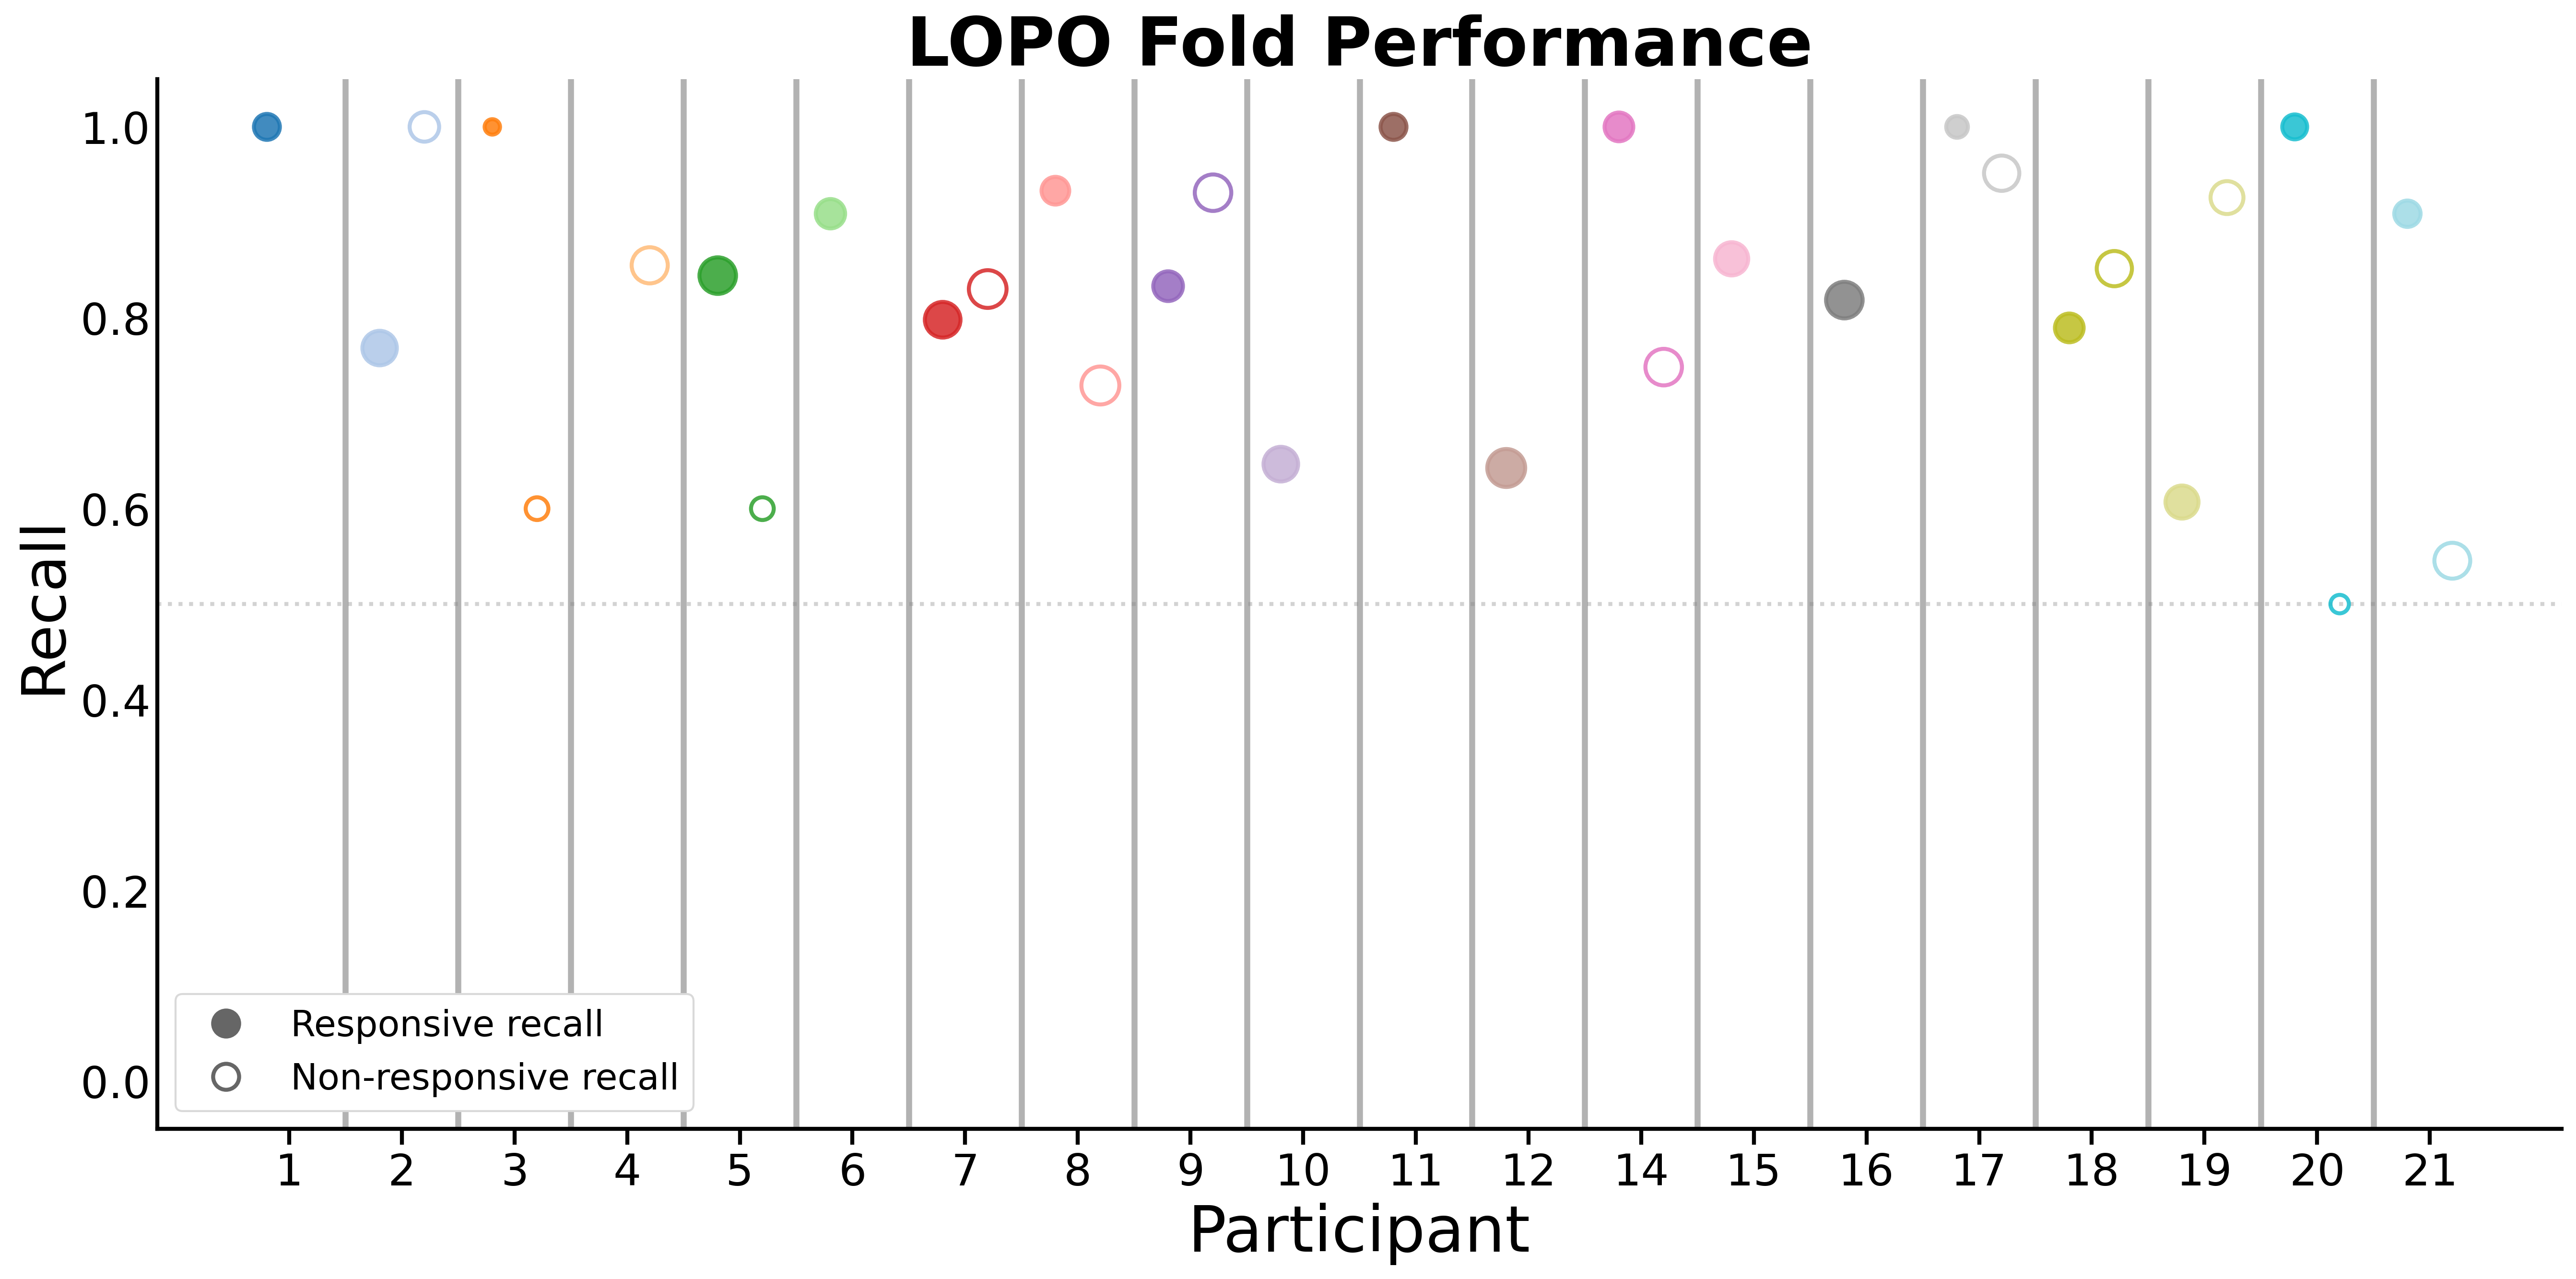 LOPO Fold Performance
Recall
1.0
0.8
0.6
0.4
0.2
0.0
Responsive recall
Non-responsive recall
1 2 3 4 5 6 7 8 9 10 11 12 14 15 16 17 18 19 20 21
Participant